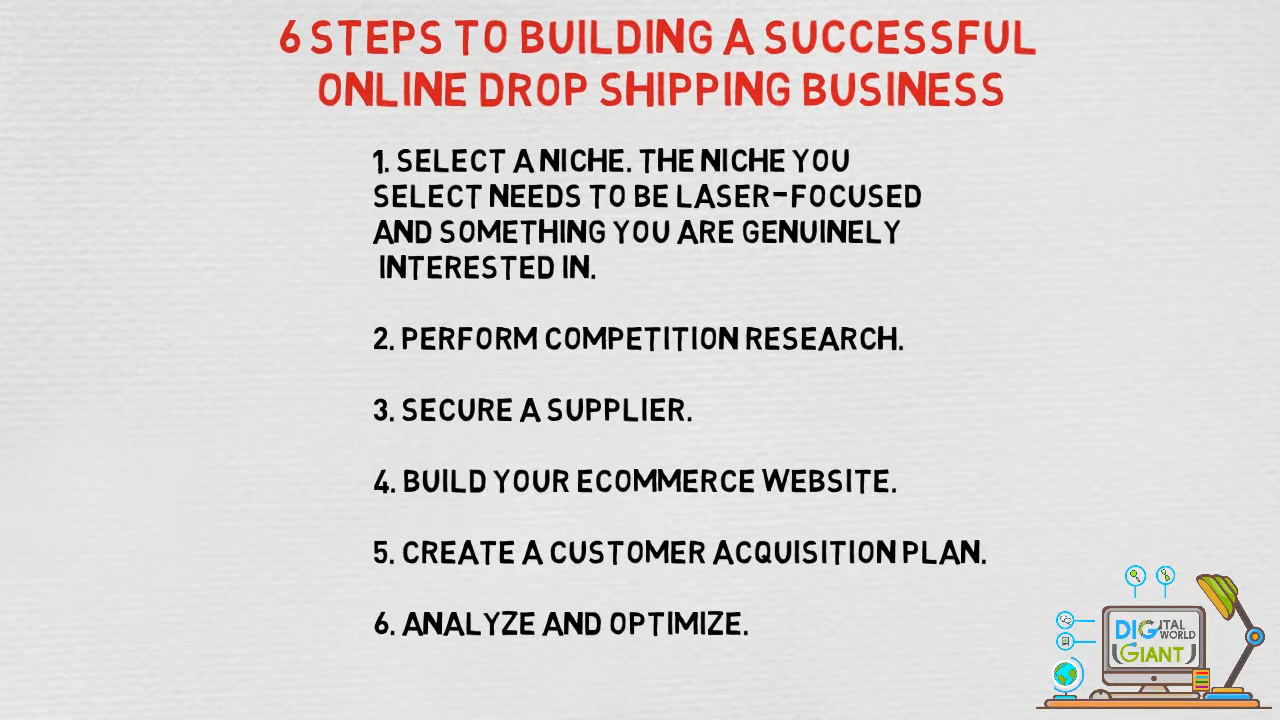 6 STEPS TO BUILDING A SUCCESSFUL
ONLINE DROP SHIPPING BUSINESS
1. SELECT A NICHE. THE NICHE YOU
SELECT NEEDS TO BE LASER-FOCUSED
AND SOMETHING YOU ARE GENUINELY
INTERESTED IN.
2. PERFORM COMPETITION RESEARCH.
3. SECURE A SUPPLIER.
4. BUILD YOUR ECOMMERCE WEBSITE.
5. CREATE A CUSTOMER ACQUISITION PLAN.
6. ANALYZE AND OPTIMIZE.
DIGITAL
WORLD
GIANT